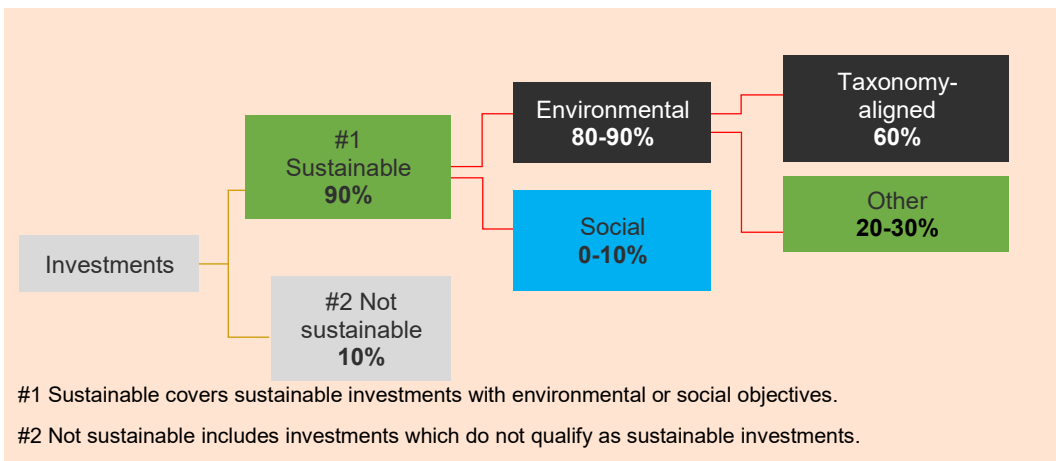 Investments
#1
Sustainable
90%
#2 Not
sustainable
10%
Environmental
80-90%
Social
0-10%
Taxonomy-
aligned
60%
Other
20-30%
#1 Sustainable covers sustainable investments with environmental or social objectives.
#2 Not sustainable includes investments which do not qualify as sustainable investments.